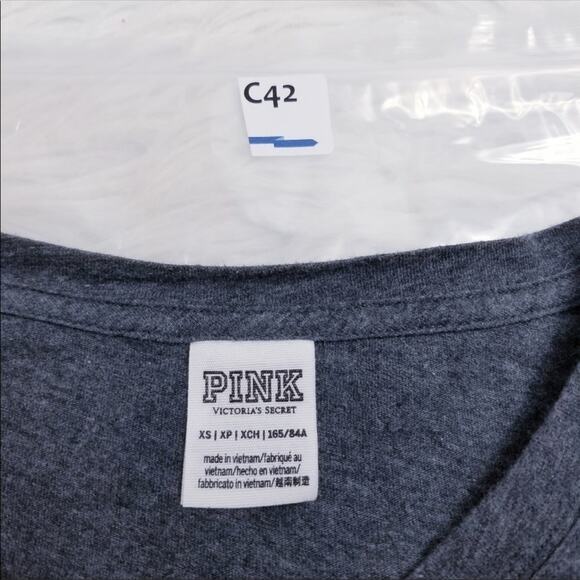 C42
PINK
VICTORIA'S SECRET
XS | XP | XCH | 165/84A
made in vietnam/fabriqué au
vietnam/hecho en vietnam/
fabbricato in vietnam/越南制造